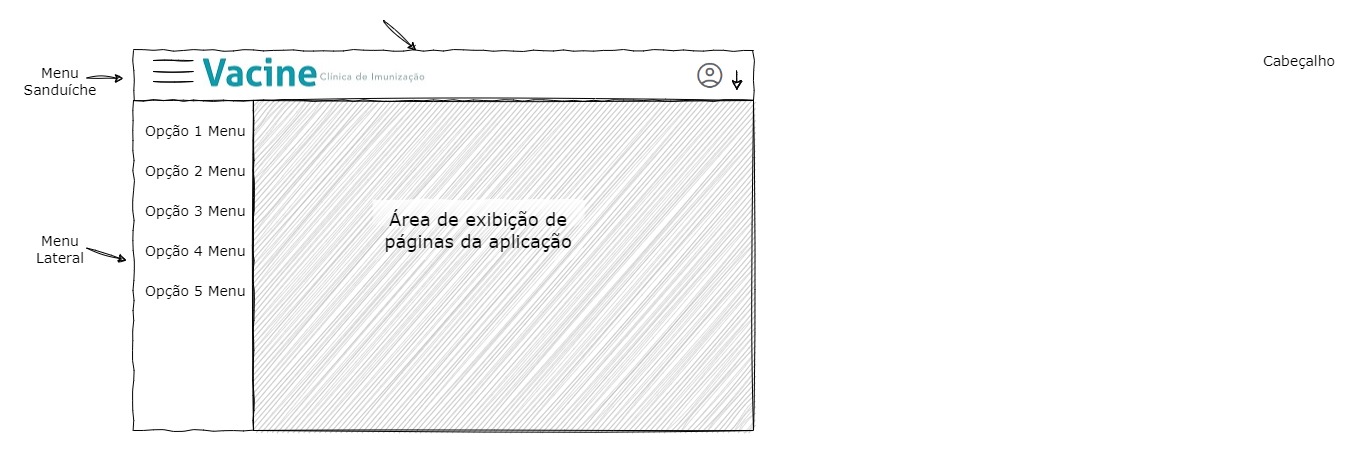 Cabeçalho
Menu
Sanduíche
Vacine Clínica de Imunização
Opção 1 Menu
Opção 2 Menu
Opção 3 Menu
Opção 4 Menu
Opção 5 Menu
Menu
Lateral
Área de exibição de
páginas da aplicação